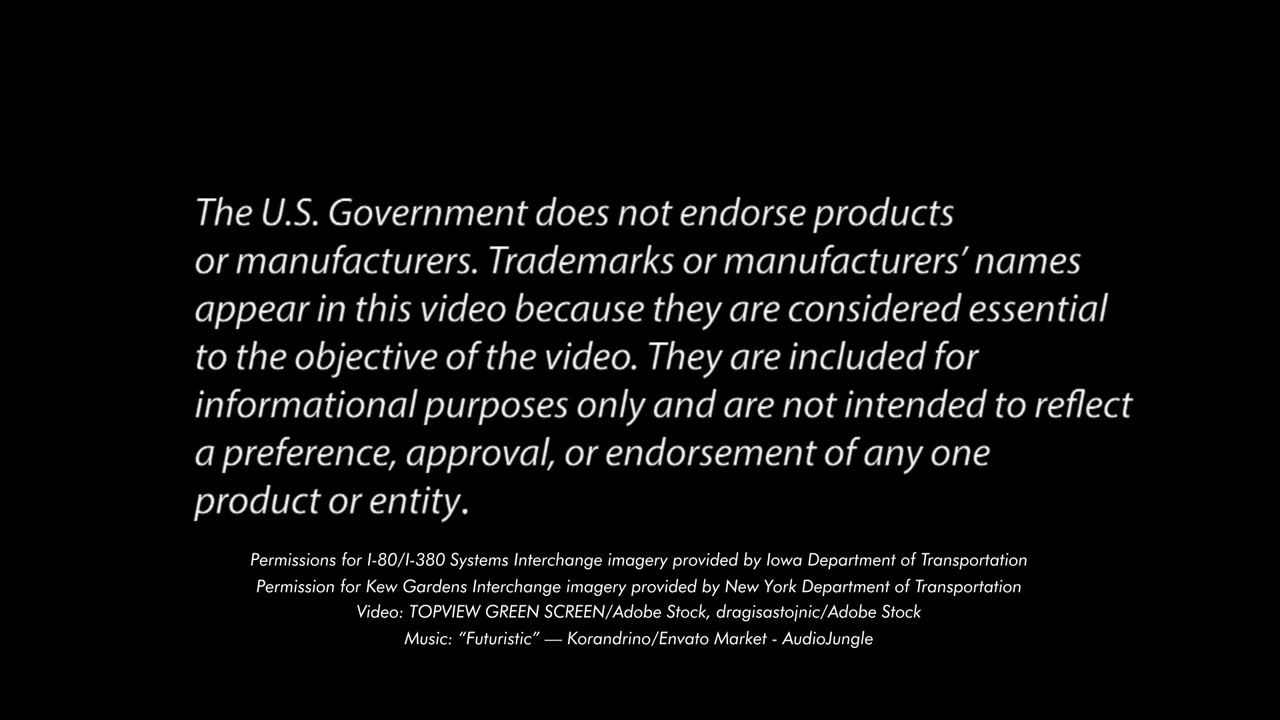 The U.S. Government does not endorse products
or manufacturers. Trademarks or manufacturers’ names
appear in this video because they are considered essential
to the objective of the video. They are included for
informational purposes only and are not intended to reflect
a preference, approval, or endorsement of any one
product or entity.
Permissions for I-80/I-380 Systems Interchange imagery provided by Iowa Department of Transportation
Permission for Kew Gardens Interchange imagery provided by New York Department of Transportation
Video: TOPVIEW GREEN SCREEN/Adobe Stock, dragisastojnic/Adobe Stock
Music: “Futuristic” — Korandrino/Envato Market - AudioJungle